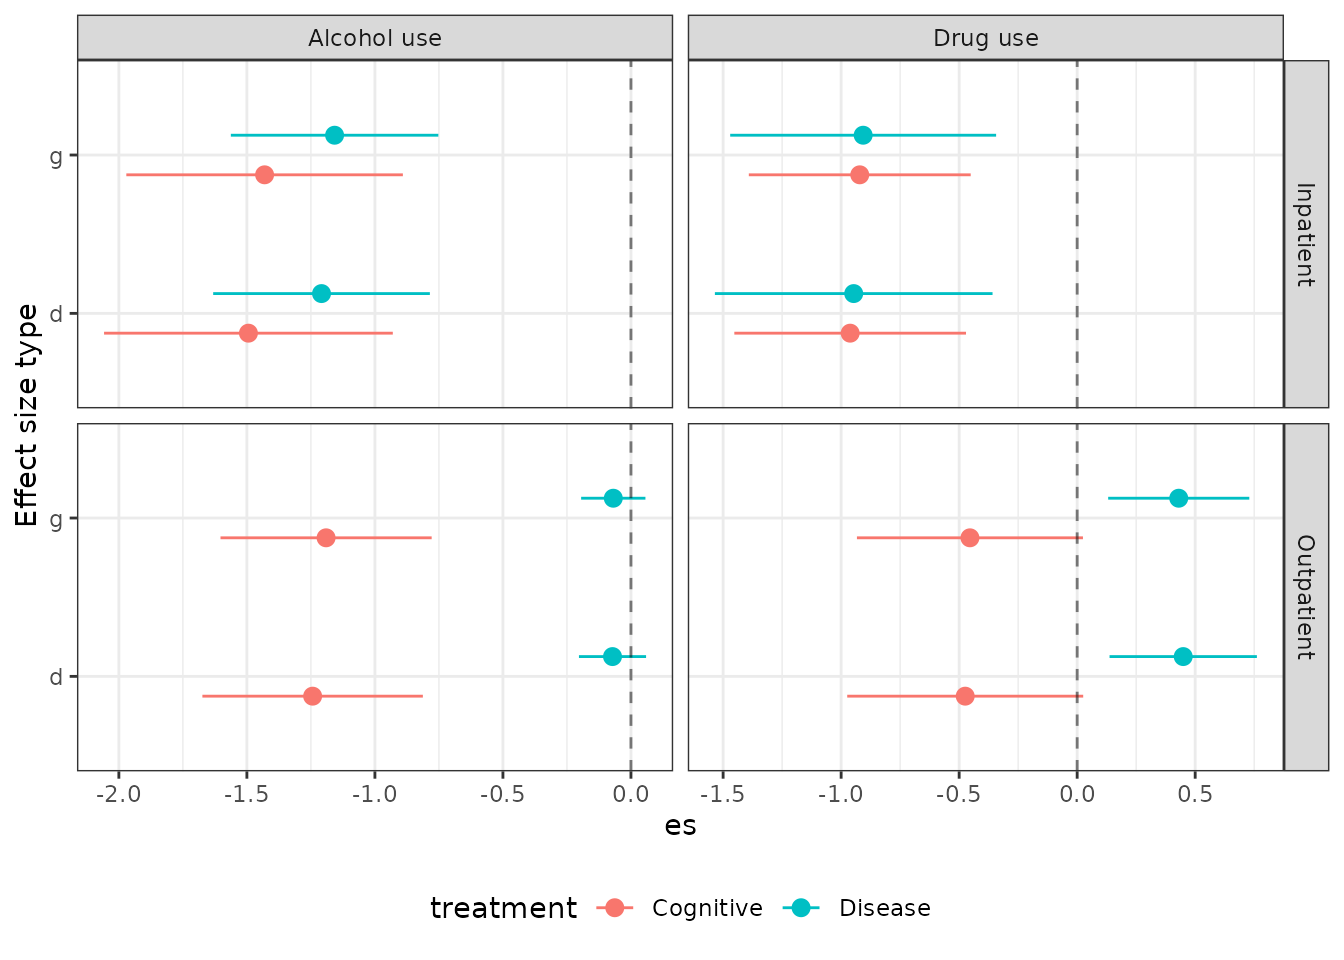 Alcohol use Drug use
g
d
Inpatient
Effect size type
g
d
Outpatient
-2.0 -1.5 -1.0 -0.5 0.0 -1.5 -1.0 -0.5 0.0 0.5
es
treatment Cognitive Disease